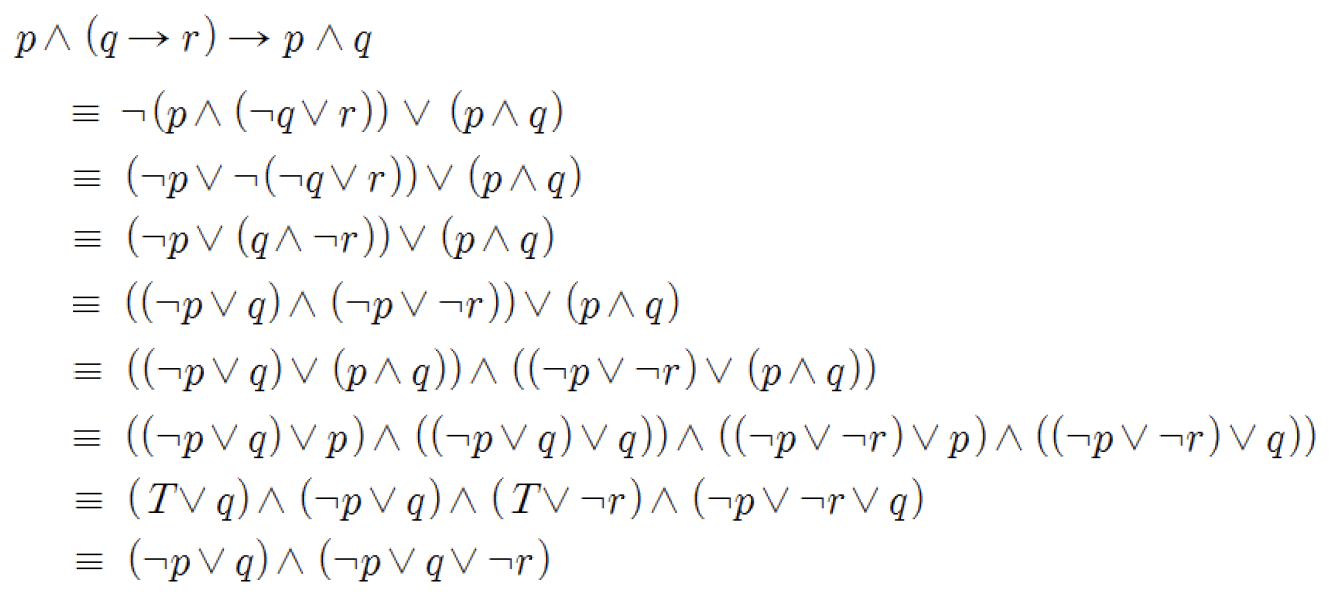 p ∧ (q → r) → p ∧ q
≡ ¬(p ∧ (¬q ∨ r)) ∨ (p ∧ q)
≡ (¬p ∨ ¬(¬q ∨ r)) ∨ (p ∧ q)
≡ (¬p ∨ (q ∧ ¬r)) ∨ (p ∧ q)
≡ ((¬p ∨ q) ∧ (¬p ∨ ¬r)) ∨ (p ∧ q)
≡ ((¬p ∨ q) ∨ (p ∧ q)) ∧ ((¬p ∨ ¬r) ∨ (p ∧ q))
≡ ((¬p ∨ q) ∨ p) ∧ ((¬p ∨ q) ∨ q)) ∧ ((¬p ∨ ¬r) ∨ p) ∧ ((¬p ∨ ¬r) ∨ q))
≡ (T ∨ q) ∧ (¬p ∨ q) ∧ (T ∨ ¬r) ∧ (¬p ∨ ¬r ∨ q)
≡ (¬p ∨ q) ∧ (¬p ∨ q ∨ ¬r)